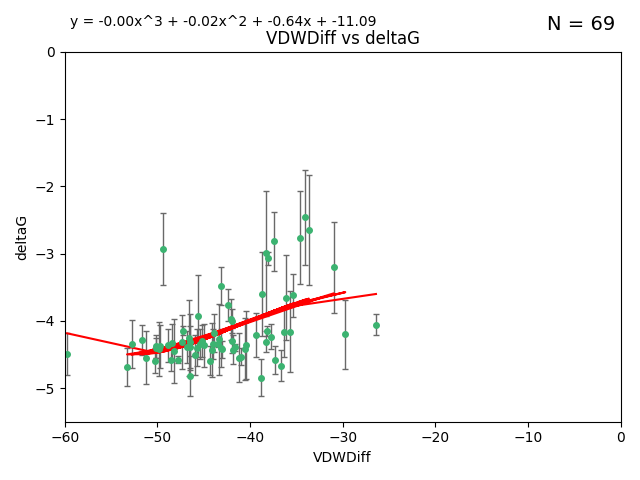 y = -0.00x^3 + -0.02x^2 + -0.64x + -11.09
N = 69
VDWDiff vs deltaG
0
−1
−2
−3
−4
−5
deltaG
−60 −50 −40 −30 −20 −10 0
VDWDiff